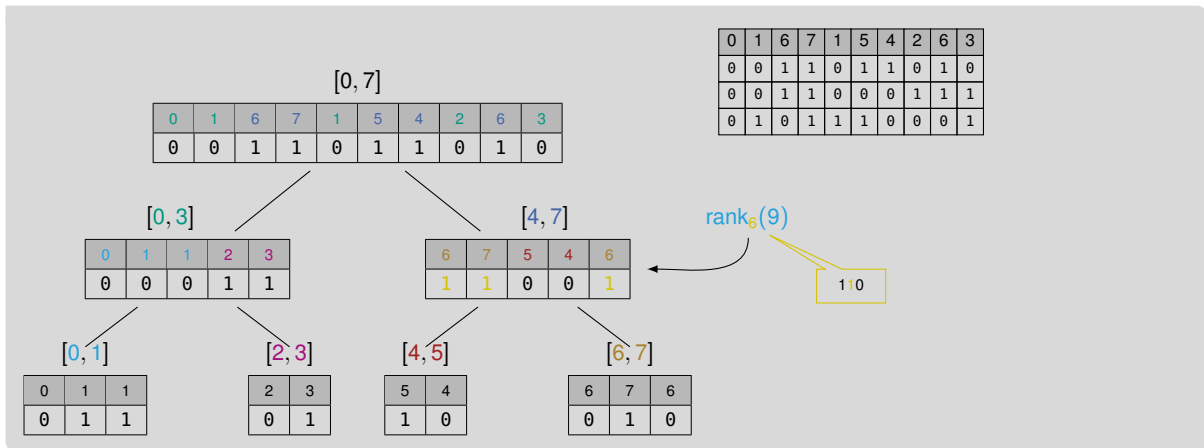 0 1 6 7 1 5 4 2 6 3
0 0 1 1 0 1 1 0 1 0
0 0 1 1 0 0 0 1 1 1
0 1 0 1 1 1 0 0 0 1
[0, 7]
0 1 6 7 1 5 4 2 6 3
0 0 1 1 0 1 1 0 1 0
[0, 3] [4, 7] rank₆(9)
0 1 1 2 3 6 7 5 4 6
0 0 0 1 1 1 1 0 0 1 110
[0, 1] [2, 3] [4, 5] [6, 7]
0 1 1 2 3 5 4 6 7 6
0 1 1 0 1 1 0 0 1 0